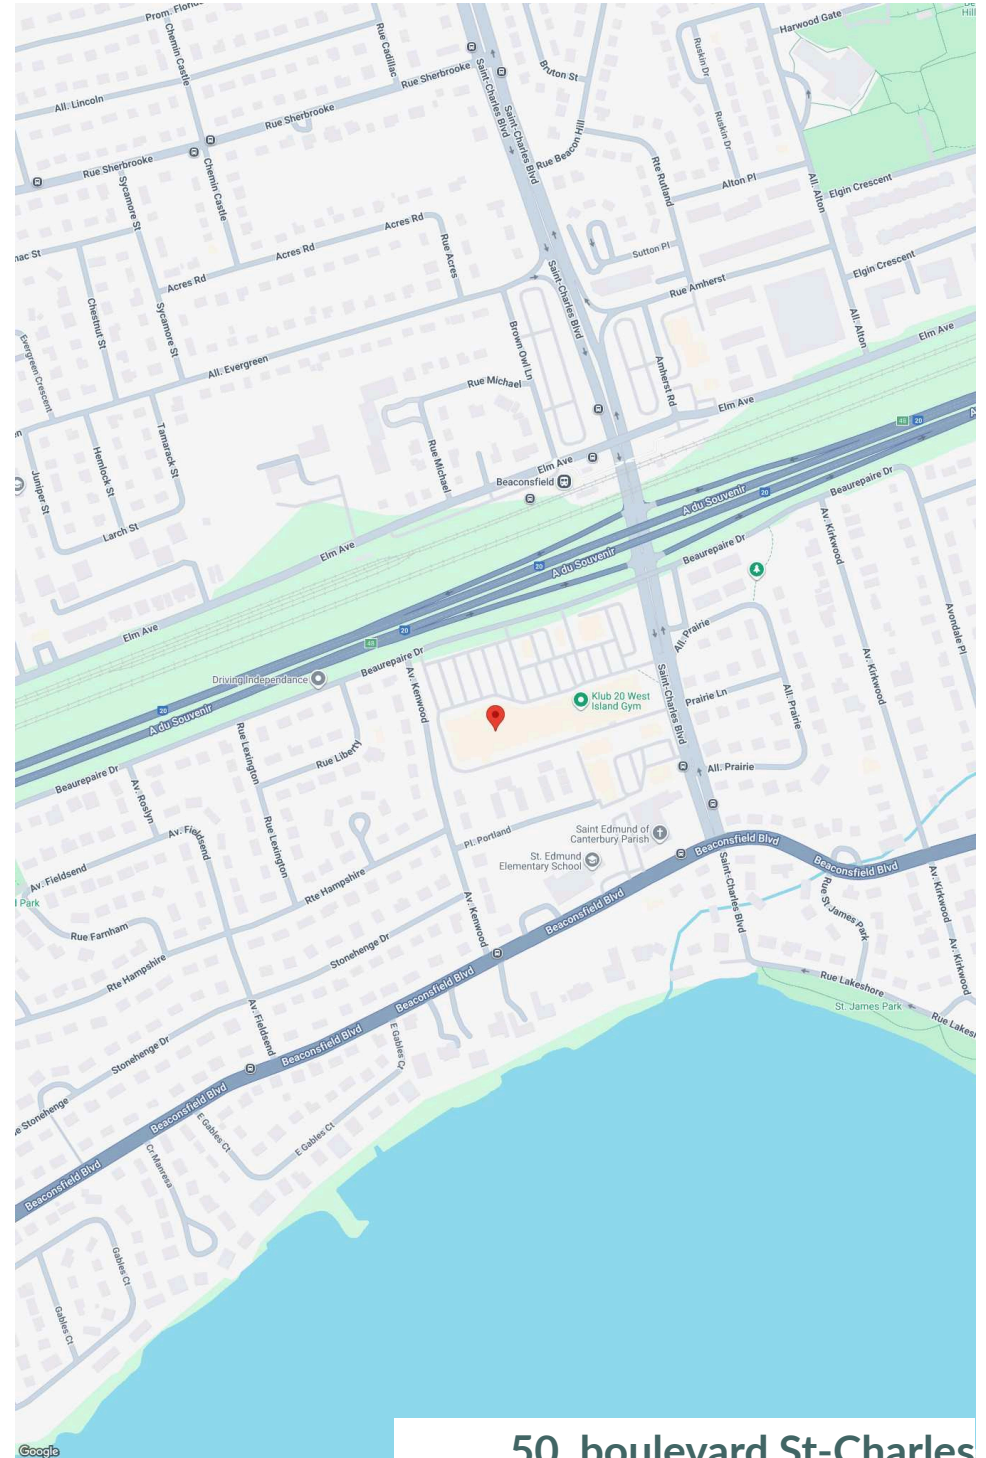 Harwood Gate
Chemin Castle
Rue Cadillac
Ruskin Dr
Bruton St
All. Lincoln
Rue Sherbrooke
Rue Sherbrooke
Rue Sherbrooke
Saint-Charles Blvd
Saint-Charles Blvd
Rue Beacon Hill
Rte Rutland
Ruskin Dr
Alton Pl
All. Alton
Elgin Crescent
Sycamore St
Chemin Castle
Acres Rd
Acres Rd
Acres Rd
Rue Acres
Sutton Pl
Elgin Crescent
Rue Amherst
Saint-Charles Blvd
Chestnut St
Sycamore St
All. Alton
Elm Ave
Evergreen Crescent
All. Evergreen
Brown Owl Ln
Rue Michael
Amherst Rd
Elm Ave
48
20
Juniper St
Hemlock St
Tamarack St
Rue Michael
Elm Ave
Beaconsfield
Beaurepaire Dr
20
A du Souvenir
Larch St
Elm Ave
A du Souvenir
20
Beaurepaire Dr
Av. Kirkwood
Avondale Pl
Elm Ave
20
48
Beaurepaire Dr
All. Prairie
Driving Independance
Av. Kenwood
Saint-Charles Blvd
Av. Kirkwood
Klub 20 West
Island Gym
Prairie Ln
All. Prairie
20
A du Souvenir
Rue Lexington
Rue Liberty
All. Prairie
Beaurepaire Dr
Av. Roslyn
Av. Fieldsend
Rue Lexington
Pl. Portland
Saint Edmund of
Canterbury Parish
St. Edmund
Elementary School
Beaconsfield Blvd
Beaconsfield Blvd
Av. Fieldsend
Park
Rte Hampshire
Av. Kenwood
Beaconsfield Blvd
Saint-Charles Blvd
Rue St James Park
Av. Kirkwood
Rue Farnham
Stonehenge Dr
Av. Kirkwood
Rte Hampshire
Beaconsfield Blvd
Rue Lakeshore
St. James Park
Av. Fieldsend
E Gables Ct
Stonehenge Dr
Beaconsfield Blvd
Stonehenge
Beaconsfield Blvd
E Gables Ct
E Gables Ct
Cr Manresa
Beaconsfield Blvd
Gables Ct
Gables Ct
Google
50, boulevard St-Charles